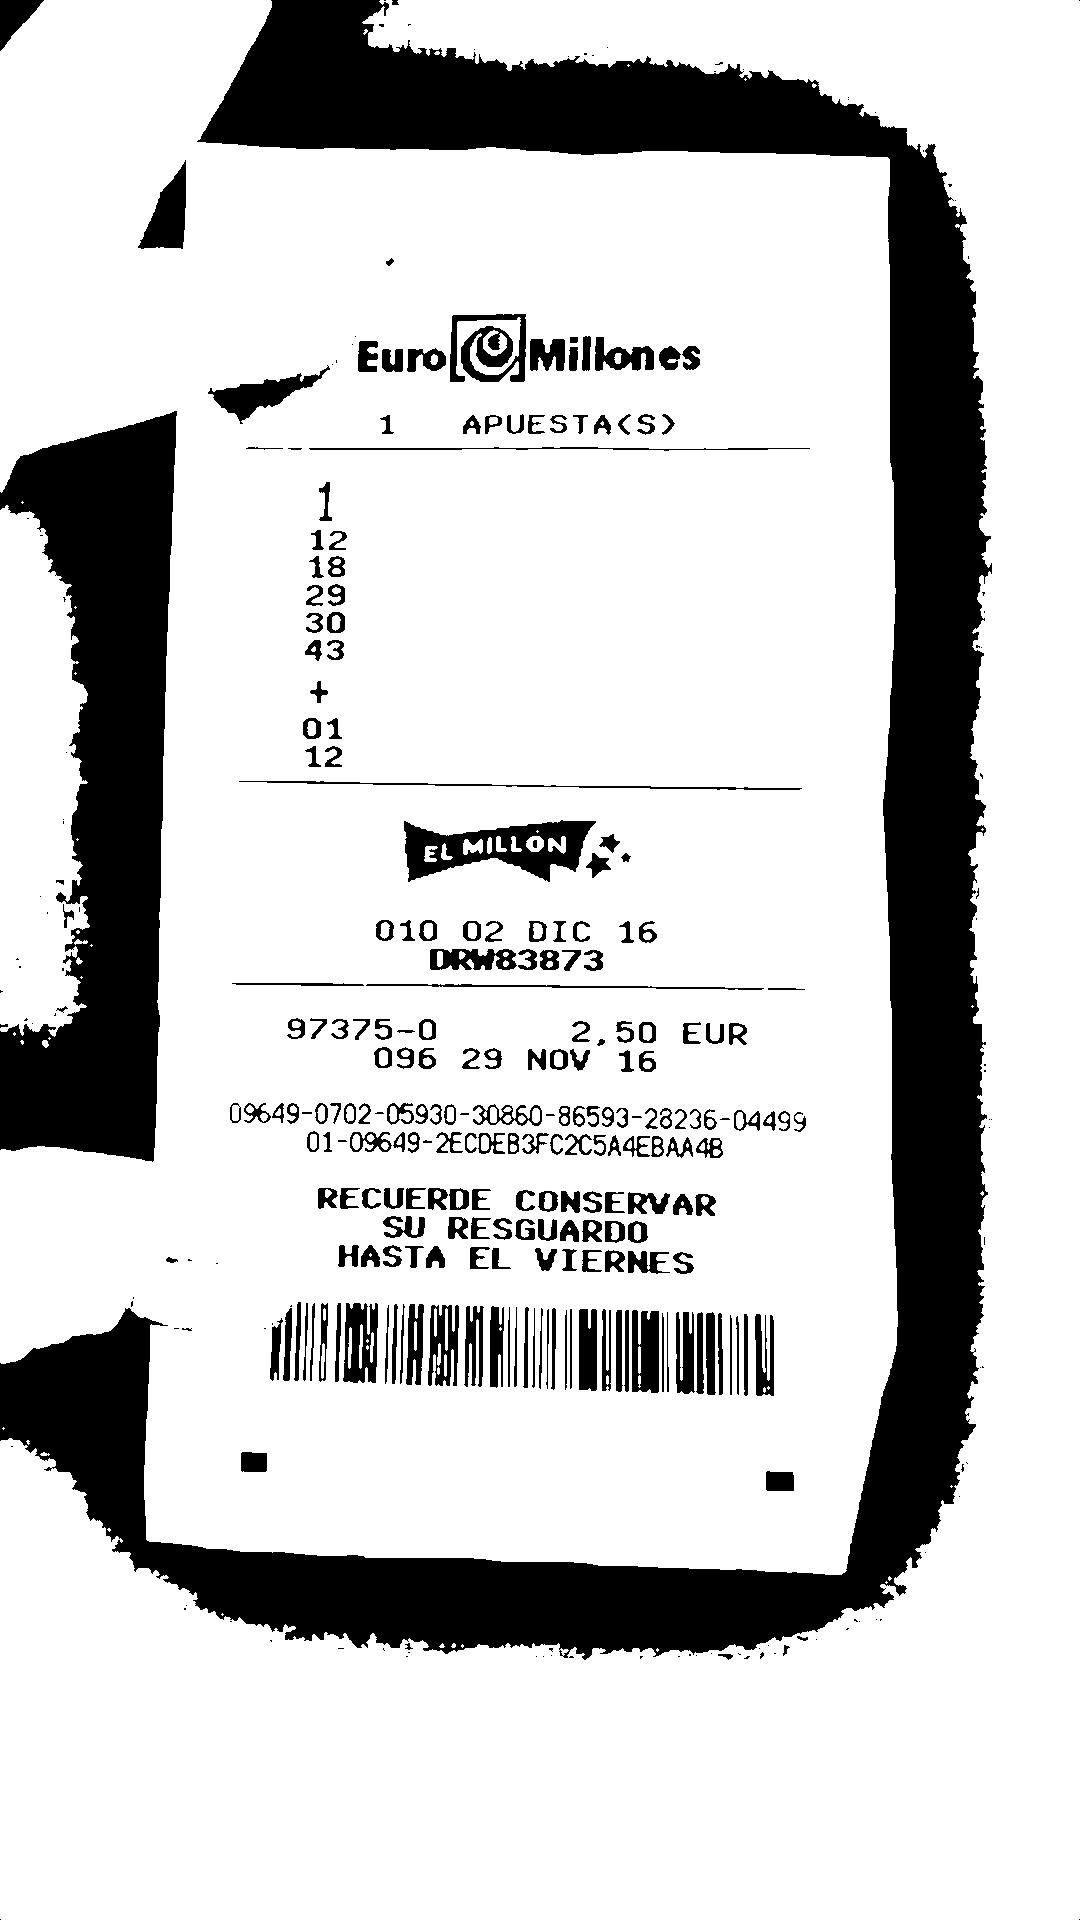 Euro Millones
1 APUESTA(S)
1
12
18
29
30
43
+
01
12
EL MILLÓN
010 02 DIC 16
DRW83873
97375-0 2,50 EUR
096 29 NOV 16
09649-0702-05930-30860-86593-28236-04499
01-09649-2ECDEB3FC2C5A4EBAA4B
RECUERDE CONSERVAR
SU RESGUARDO
HASTA EL VIERNES